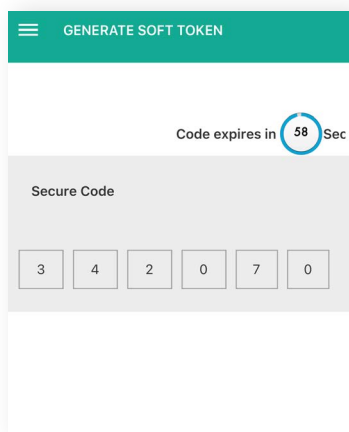 GENERATE SOFT TOKEN
Code expires in 58 Sec
Secure Code
3 4 2 0 7 0